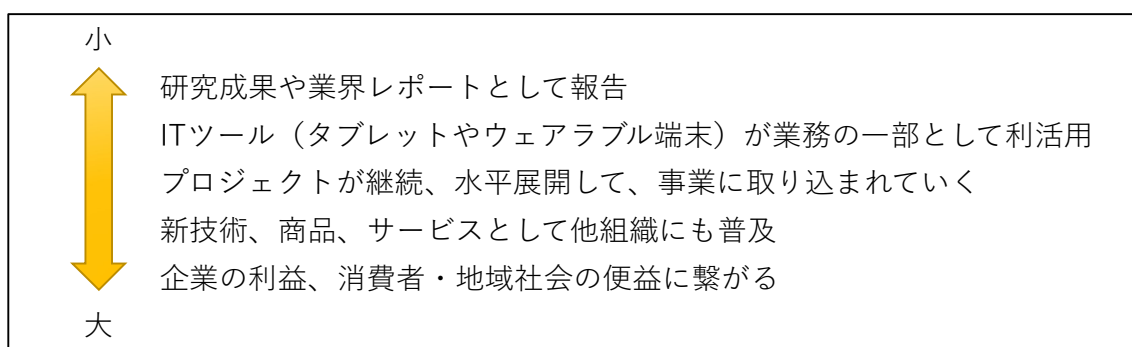 小
研究成果や業界レポートとして報告
ITツール（タブレットやウェアラブル端末）が業務の一部として利活用
プロジェクトが継続、水平展開して、事業に取り込まれていく
新技術、商品、サービスとして他組織にも普及
企業の利益、消費者・地域社会の便益に繋がる
大